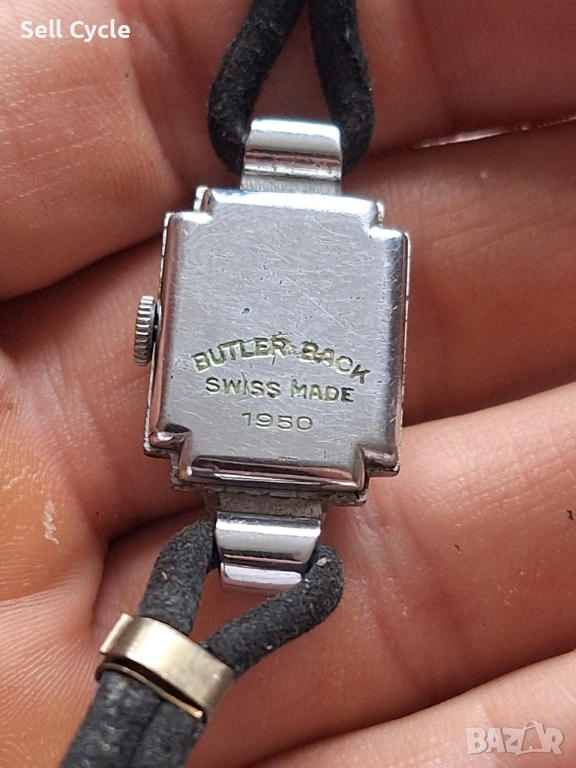 Sell Cycle
BUTLER BACK
SWISS MADE
1950
BAZAR